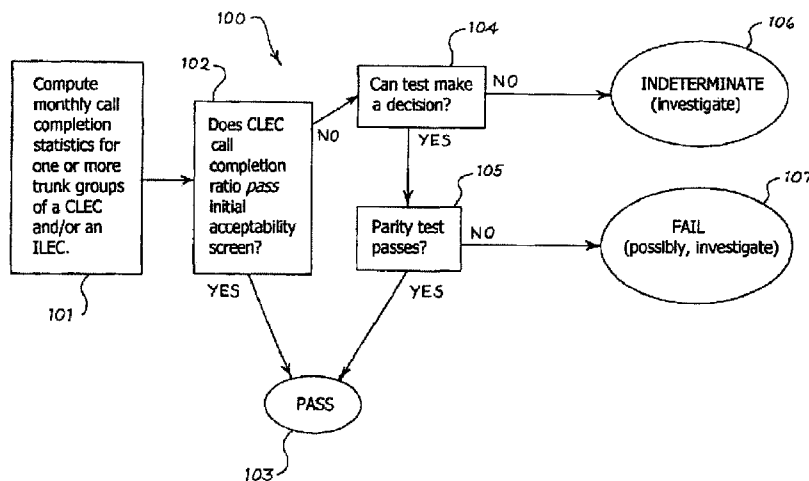 100
101
Compute
monthly call
completion
statistics for
one or more
trunk groups
of a CLEC
and/or an
ILEC.
102
Does CLEC
call
completion
ratio pass
initial
acceptability
screen?
NO
YES
104
Can test make
a decision?
NO
YES
106
INDETERMINATE
(investigate)
105
Parity test
passes?
NO
YES
107
FAIL
(possibly, investigate)
PASS
103